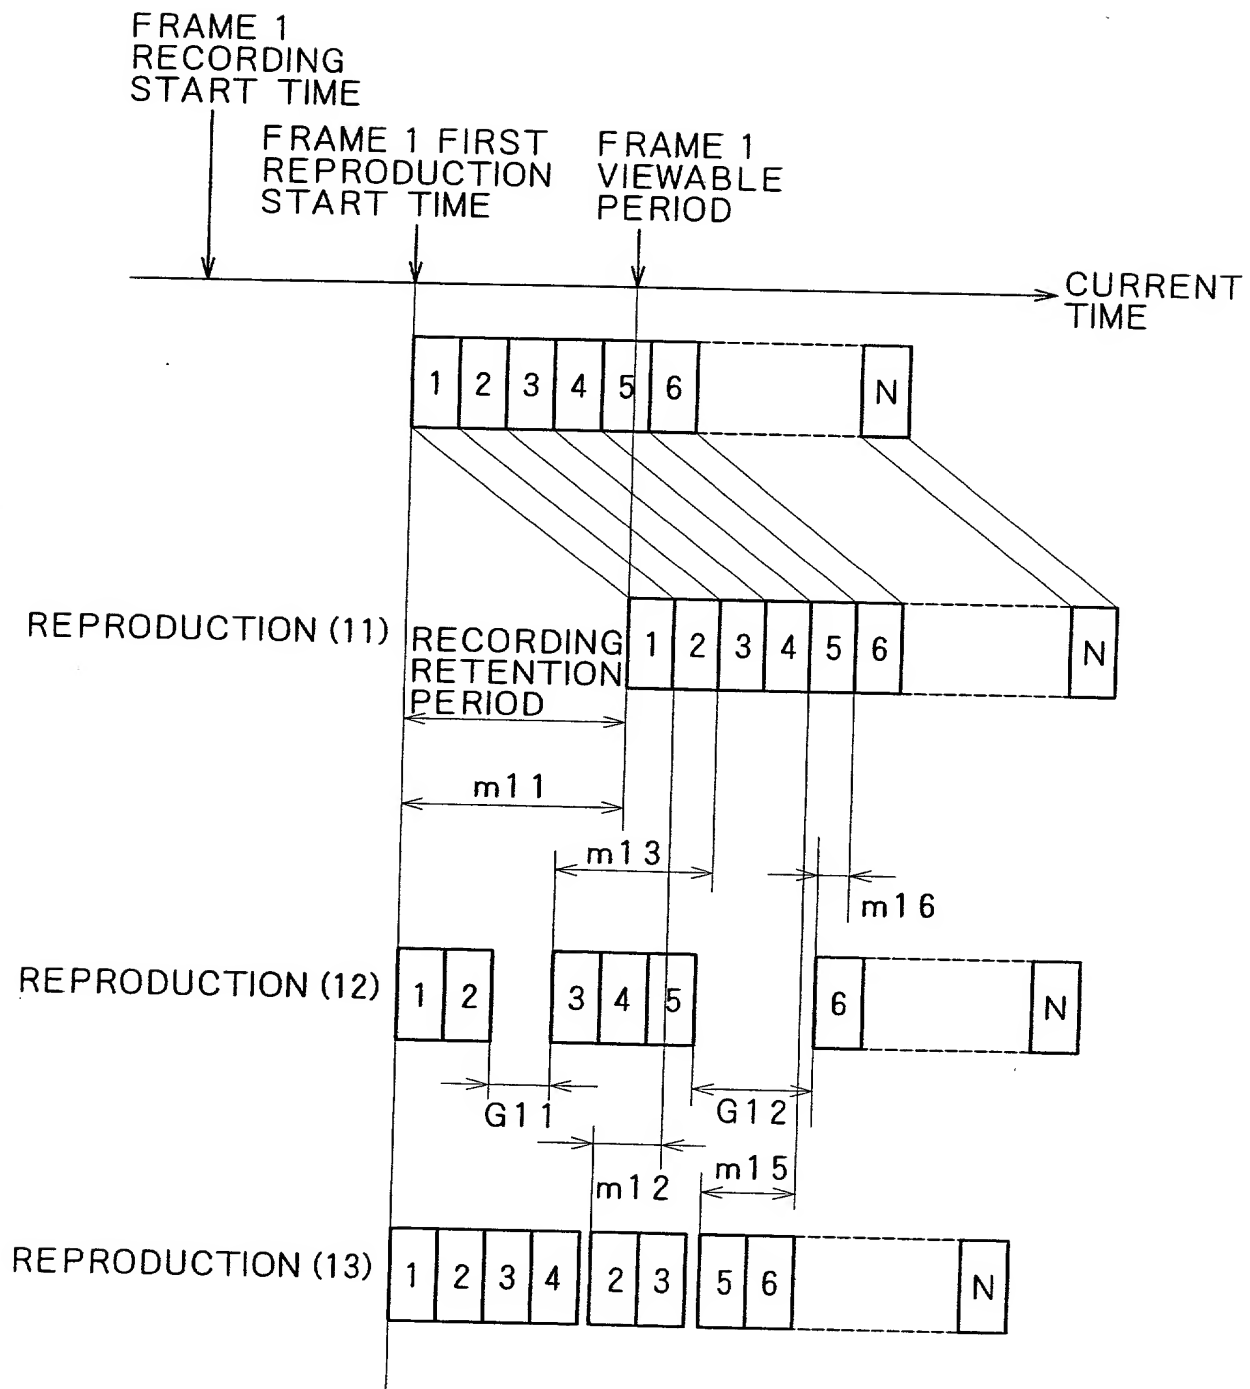 FRAME 1
RECORDING
START TIME
FRAME 1 FIRST
REPRODUCTION
START TIME
FRAME 1
VIEWABLE
PERIOD
CURRENT
TIME
1 2 3 4 5 6 N
REPRODUCTION (11)
RECORDING
RETENTION
PERIOD
1 2 3 4 5 6 N
m11
m13
m16
REPRODUCTION (12)
1 2 3 4 5 6 N
G11
G12
m12
m15
REPRODUCTION (13)
1 2 3 4 2 3 5 6 N